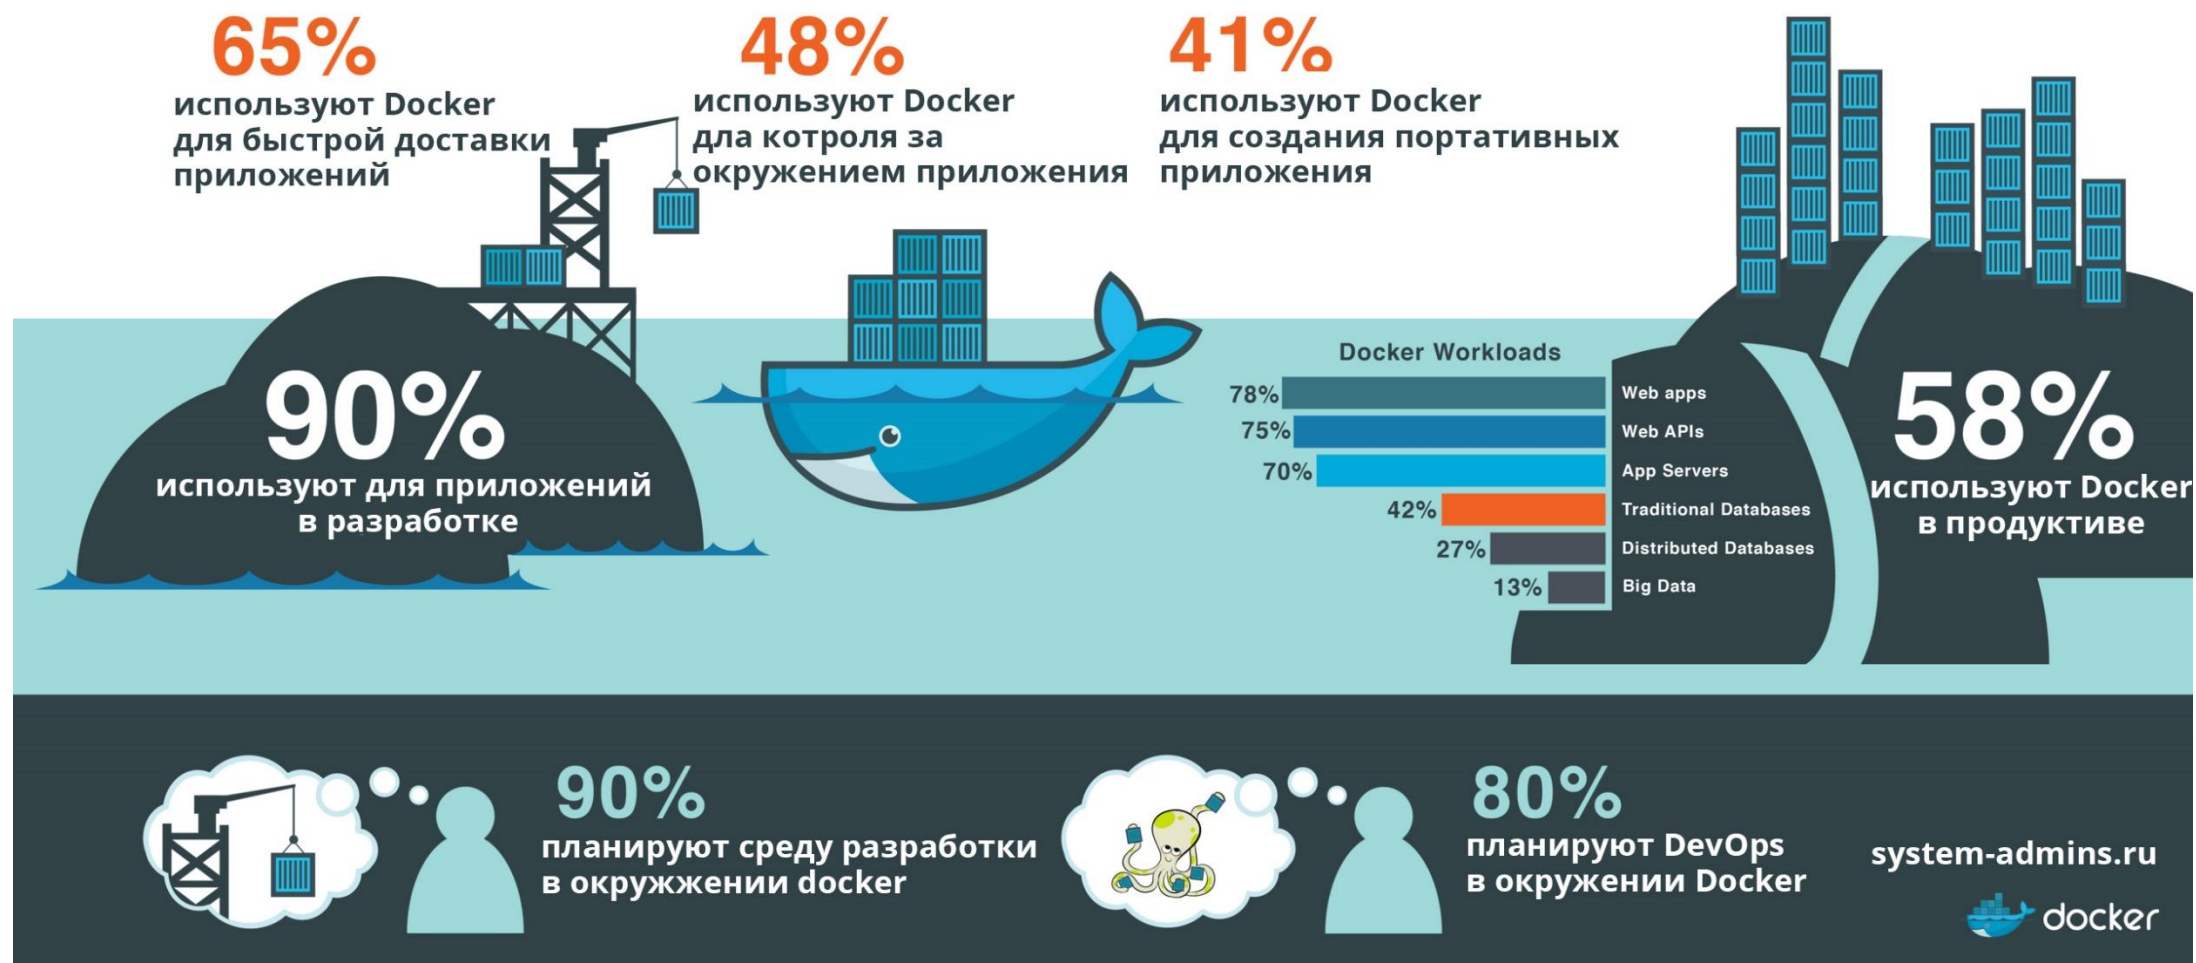 65%
используют Docker
для быстрой доставки
приложений
48%
используют Docker
дла котроля за
окружением приложения
41%
используют Docker
для создания портативных
приложения
90%
используют для приложений
в разработке
Docker Workloads
78% Web apps
75% Web APIs
70% App Servers
42% Traditional Databases
27% Distributed Databases
13% Big Data
58%
используют Docker
в продуктиве
90%
планируют среду разработки
в окружжении docker
80%
планируют DevOps
в окружении Docker
system-admins.ru
docker